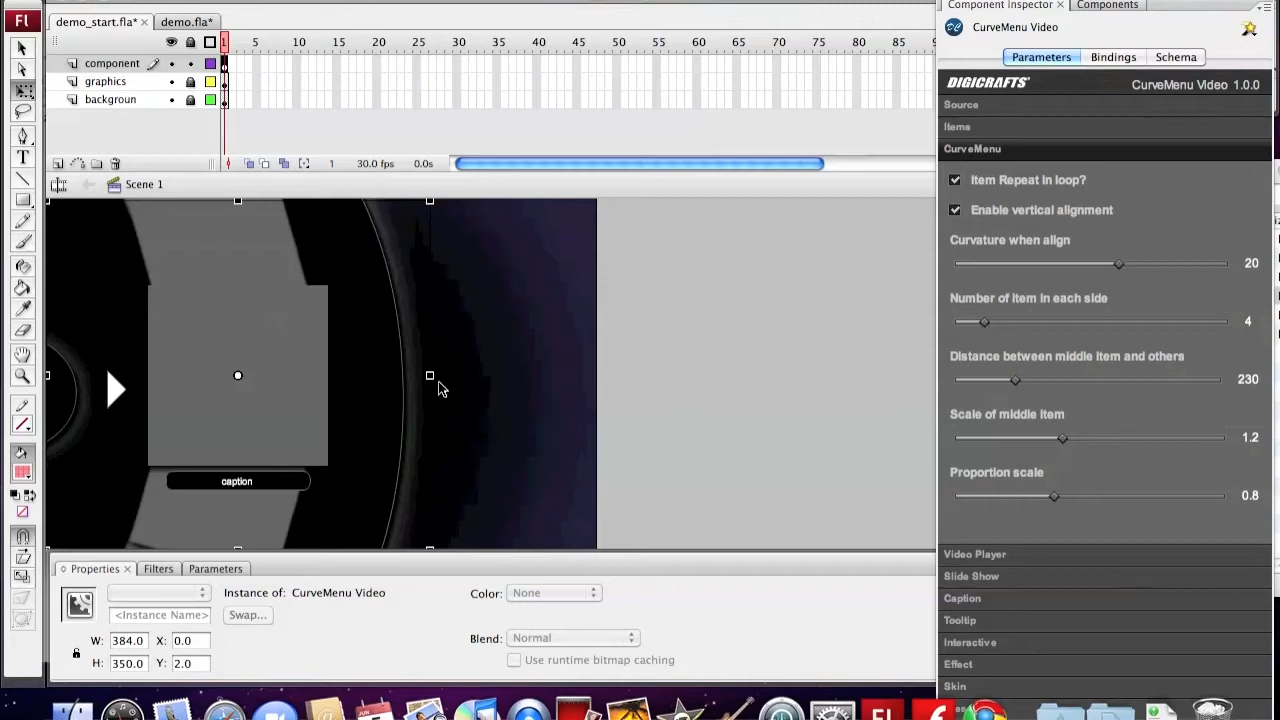 Component Inspector × Components
Fl
demo_start.fla* × demo.fla*
CurveMenu Video
1 5 10 15 20 25 30 35 40 45 50 55 60 65 70 75 80 85 90
Parameters Bindings Schema
component
graphics
backgroun
DIGICRAFTS CurveMenu Video 1.0.0
Source
Items
CurveMenu
1 30.0 fps 0.0s
Scene 1
Item Repeat in loop?
Enable vertical alignment
Curvature when align
20
Number of item in each side
4
Distance between middle item and others
230
Scale of middle item
1.2
Proportion scale
0.8
caption
Video Player
Slide Show
Caption
Tooltip
Interactive
Effect
Skin
Properties × Filters Parameters
Instance of: CurveMenu Video
Color: None
<Instance Name> Swap...
W: 384.0 X: 0.0
H: 350.0 Y: 2.0
Blend: Normal
Use runtime bitmap caching
JUN
Fl